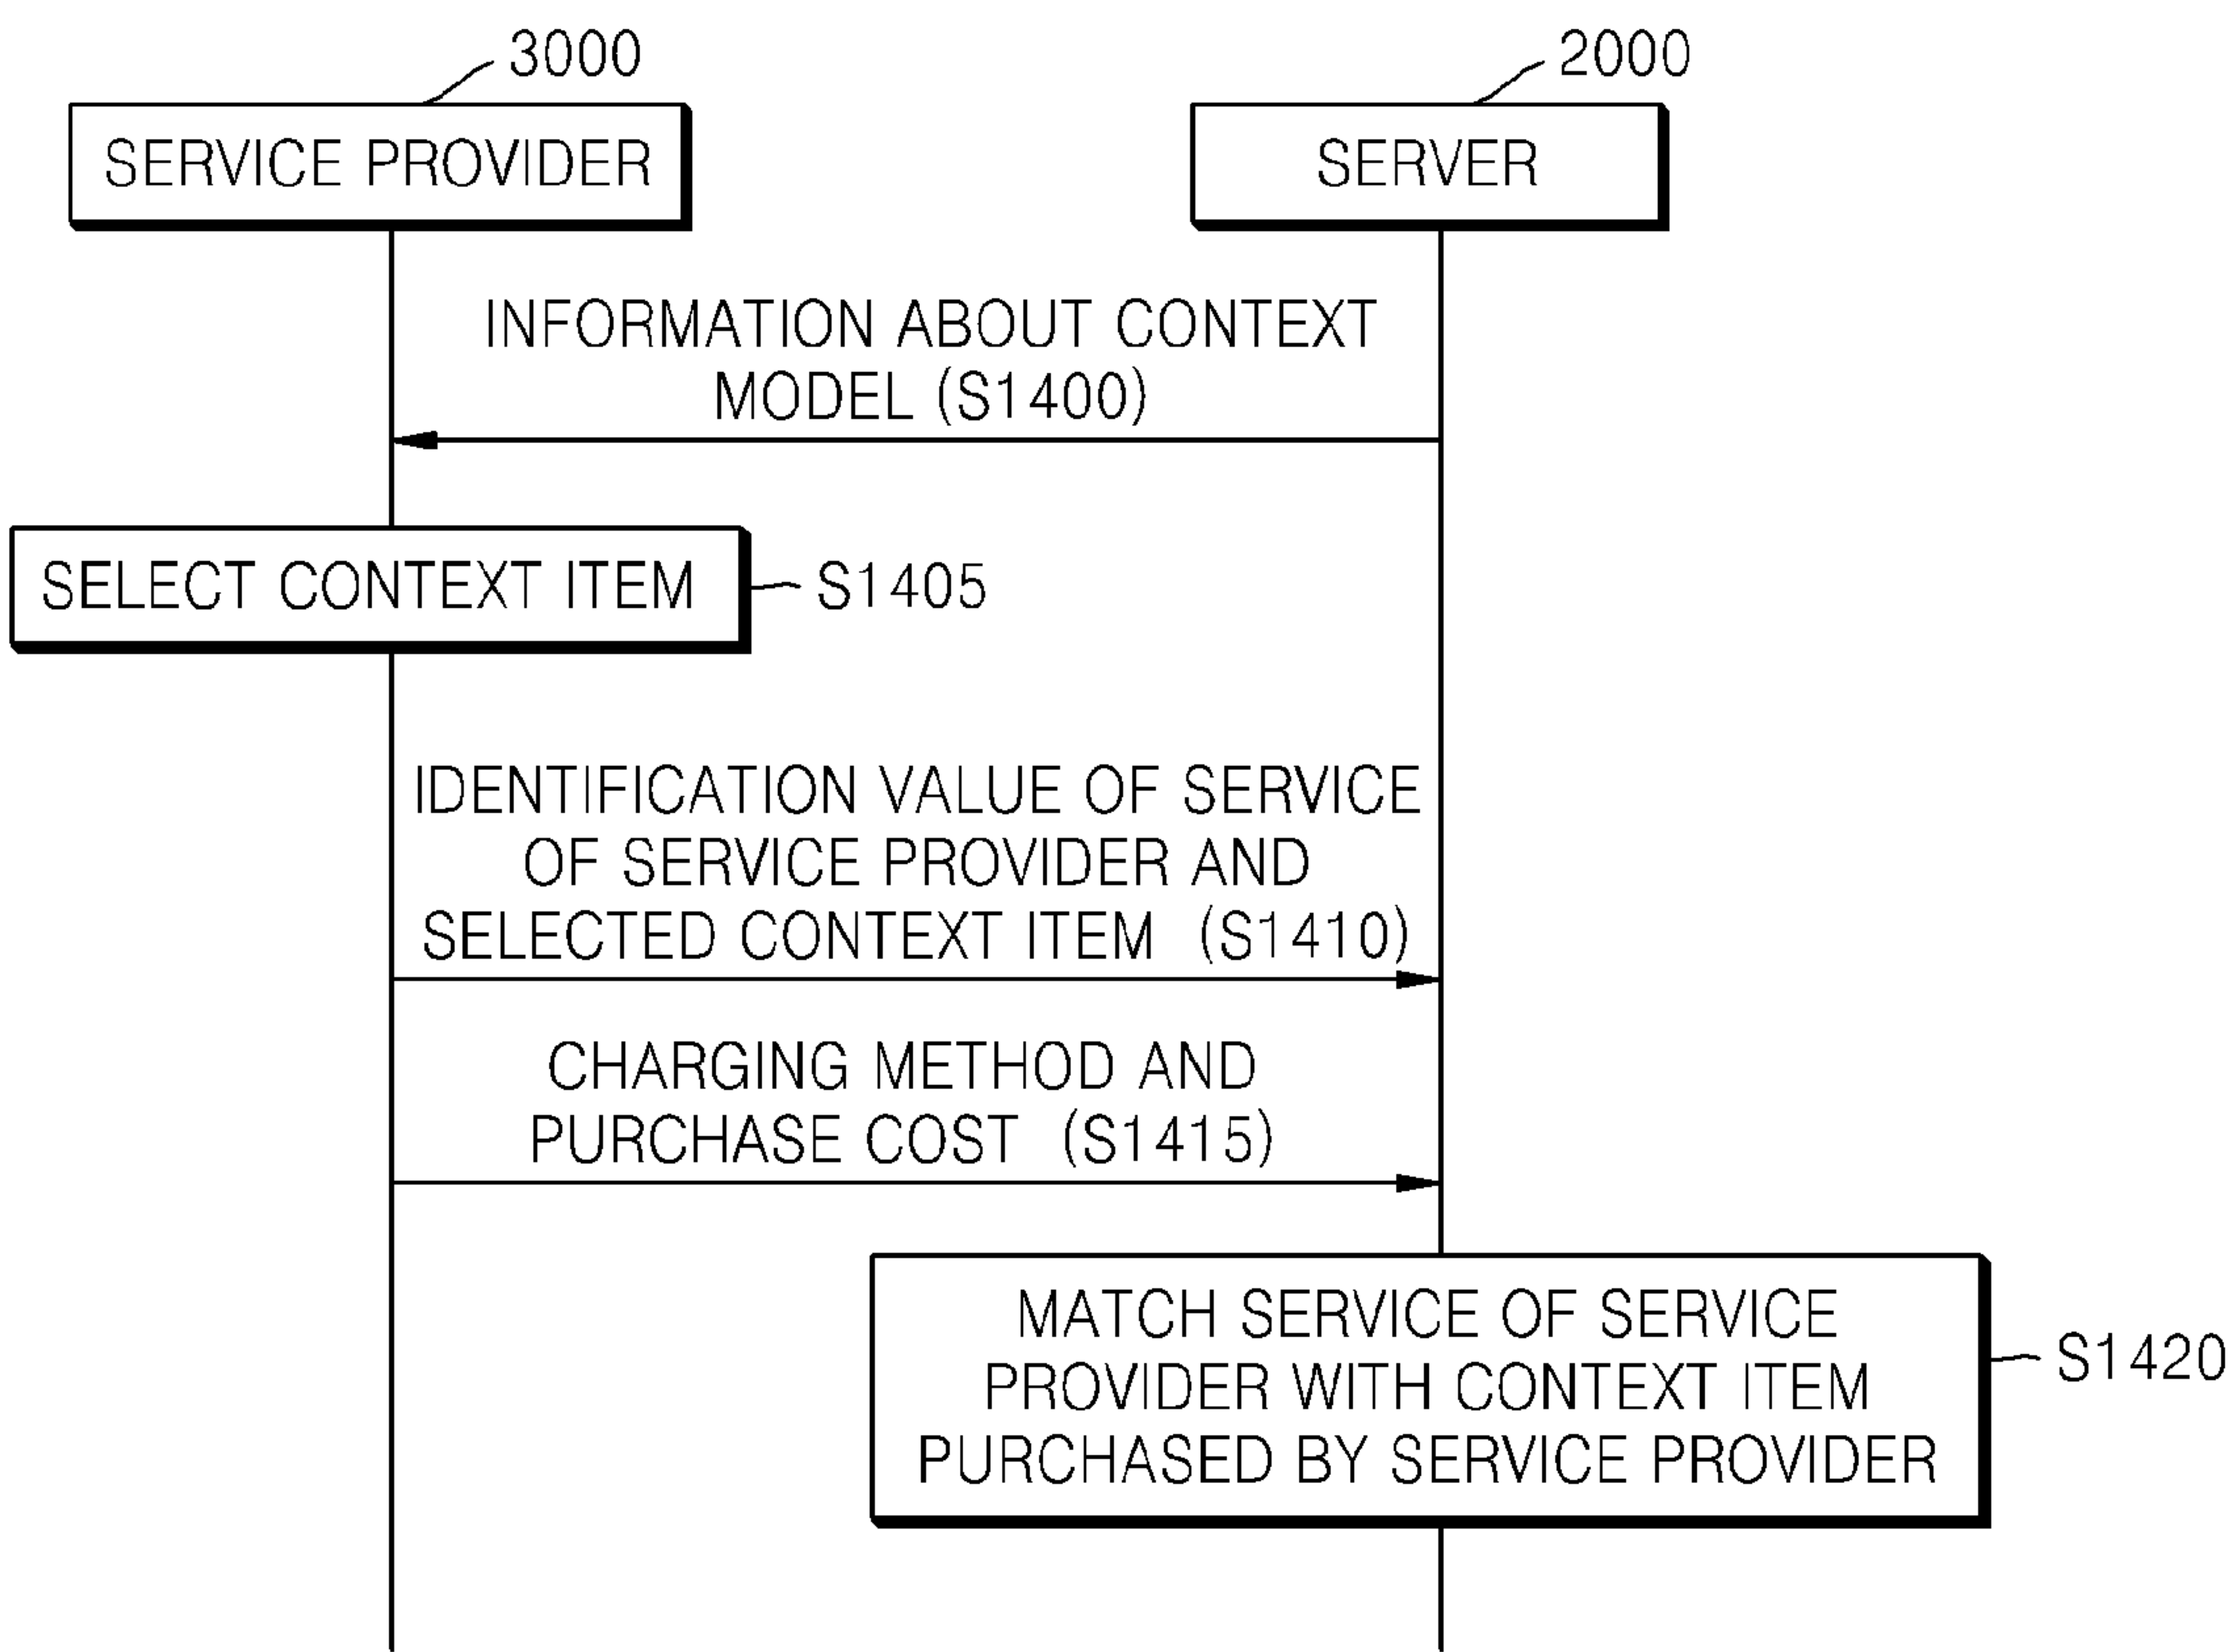 3000
2000
SERVICE PROVIDER
SERVER
INFORMATION ABOUT CONTEXT
MODEL (S1400)
SELECT CONTEXT ITEM
S1405
IDENTIFICATION VALUE OF SERVICE
OF SERVICE PROVIDER AND
SELECTED CONTEXT ITEM (S1410)
CHARGING METHOD AND
PURCHASE COST (S1415)
MATCH SERVICE OF SERVICE
PROVIDER WITH CONTEXT ITEM
PURCHASED BY SERVICE PROVIDER
S1420